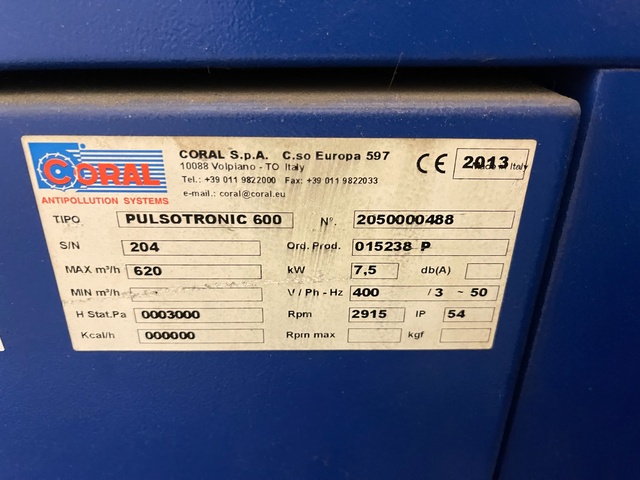 CORAL
ANTIPOLLUTION SYSTEMS
CORAL S.p.A. C.so Europa 597
10088 Volpiano - TO Italy
Tel.: +39 011 9822000 Fax: +39 011 9822033
e-mail.: coral@coral.eu
CE 2013 Made in Italy
TIPO PULSOTRONIC 600 N°. 2050000488
S/N 204 Ord. Prod. 015238 P
MAX m³/h 620 kW 7,5 db(A)
MIN m³/h V / Ph - Hz 400 / 3 ~ 50
H Stat.Pa 0003000 Rpm 2915 IP 54
Kcal/h 000000 Rpm max kgf